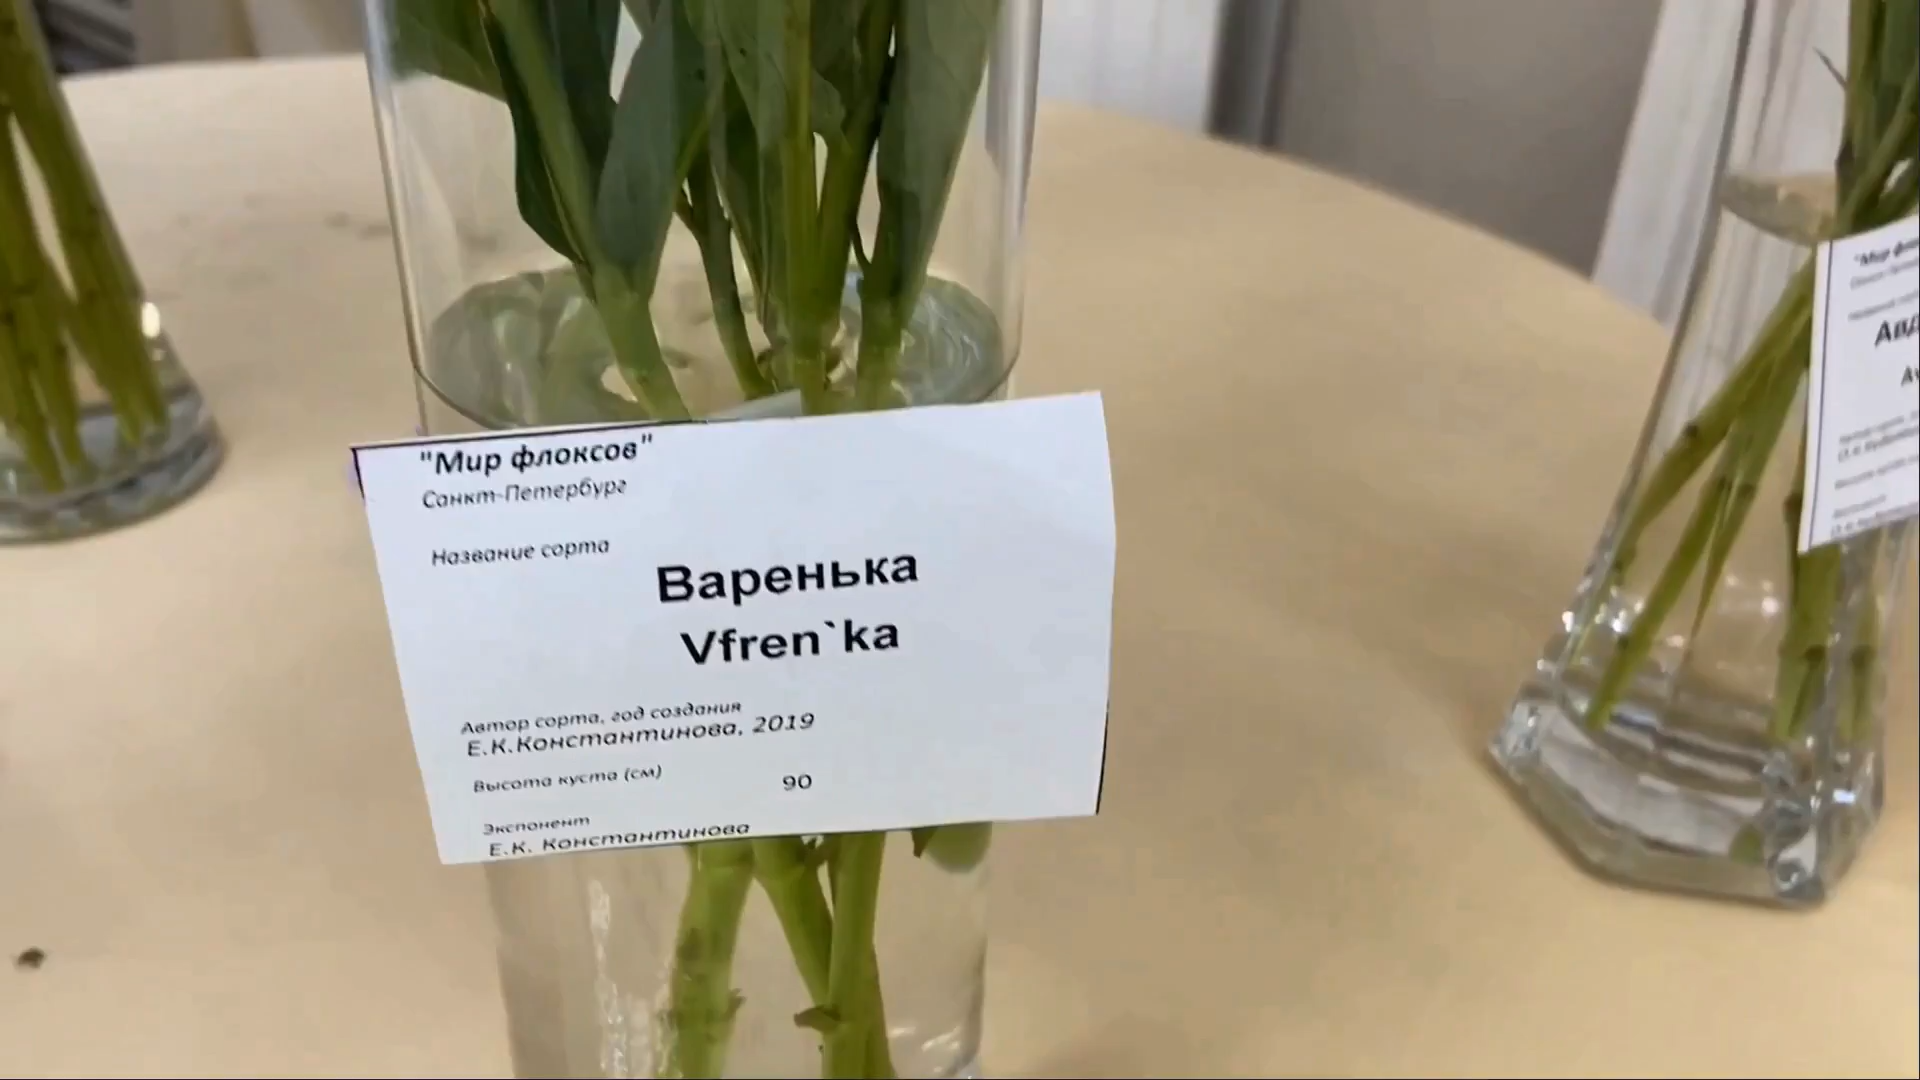 "Мир флоксов"
Санкт-Петербург
Название сорта
Варенька
Vfren`ka
Автор сорта, год создания
Е.К.Константинова, 2019
Высота куста (см) 90
Экспонент
Е.К. Константинова
"Мир